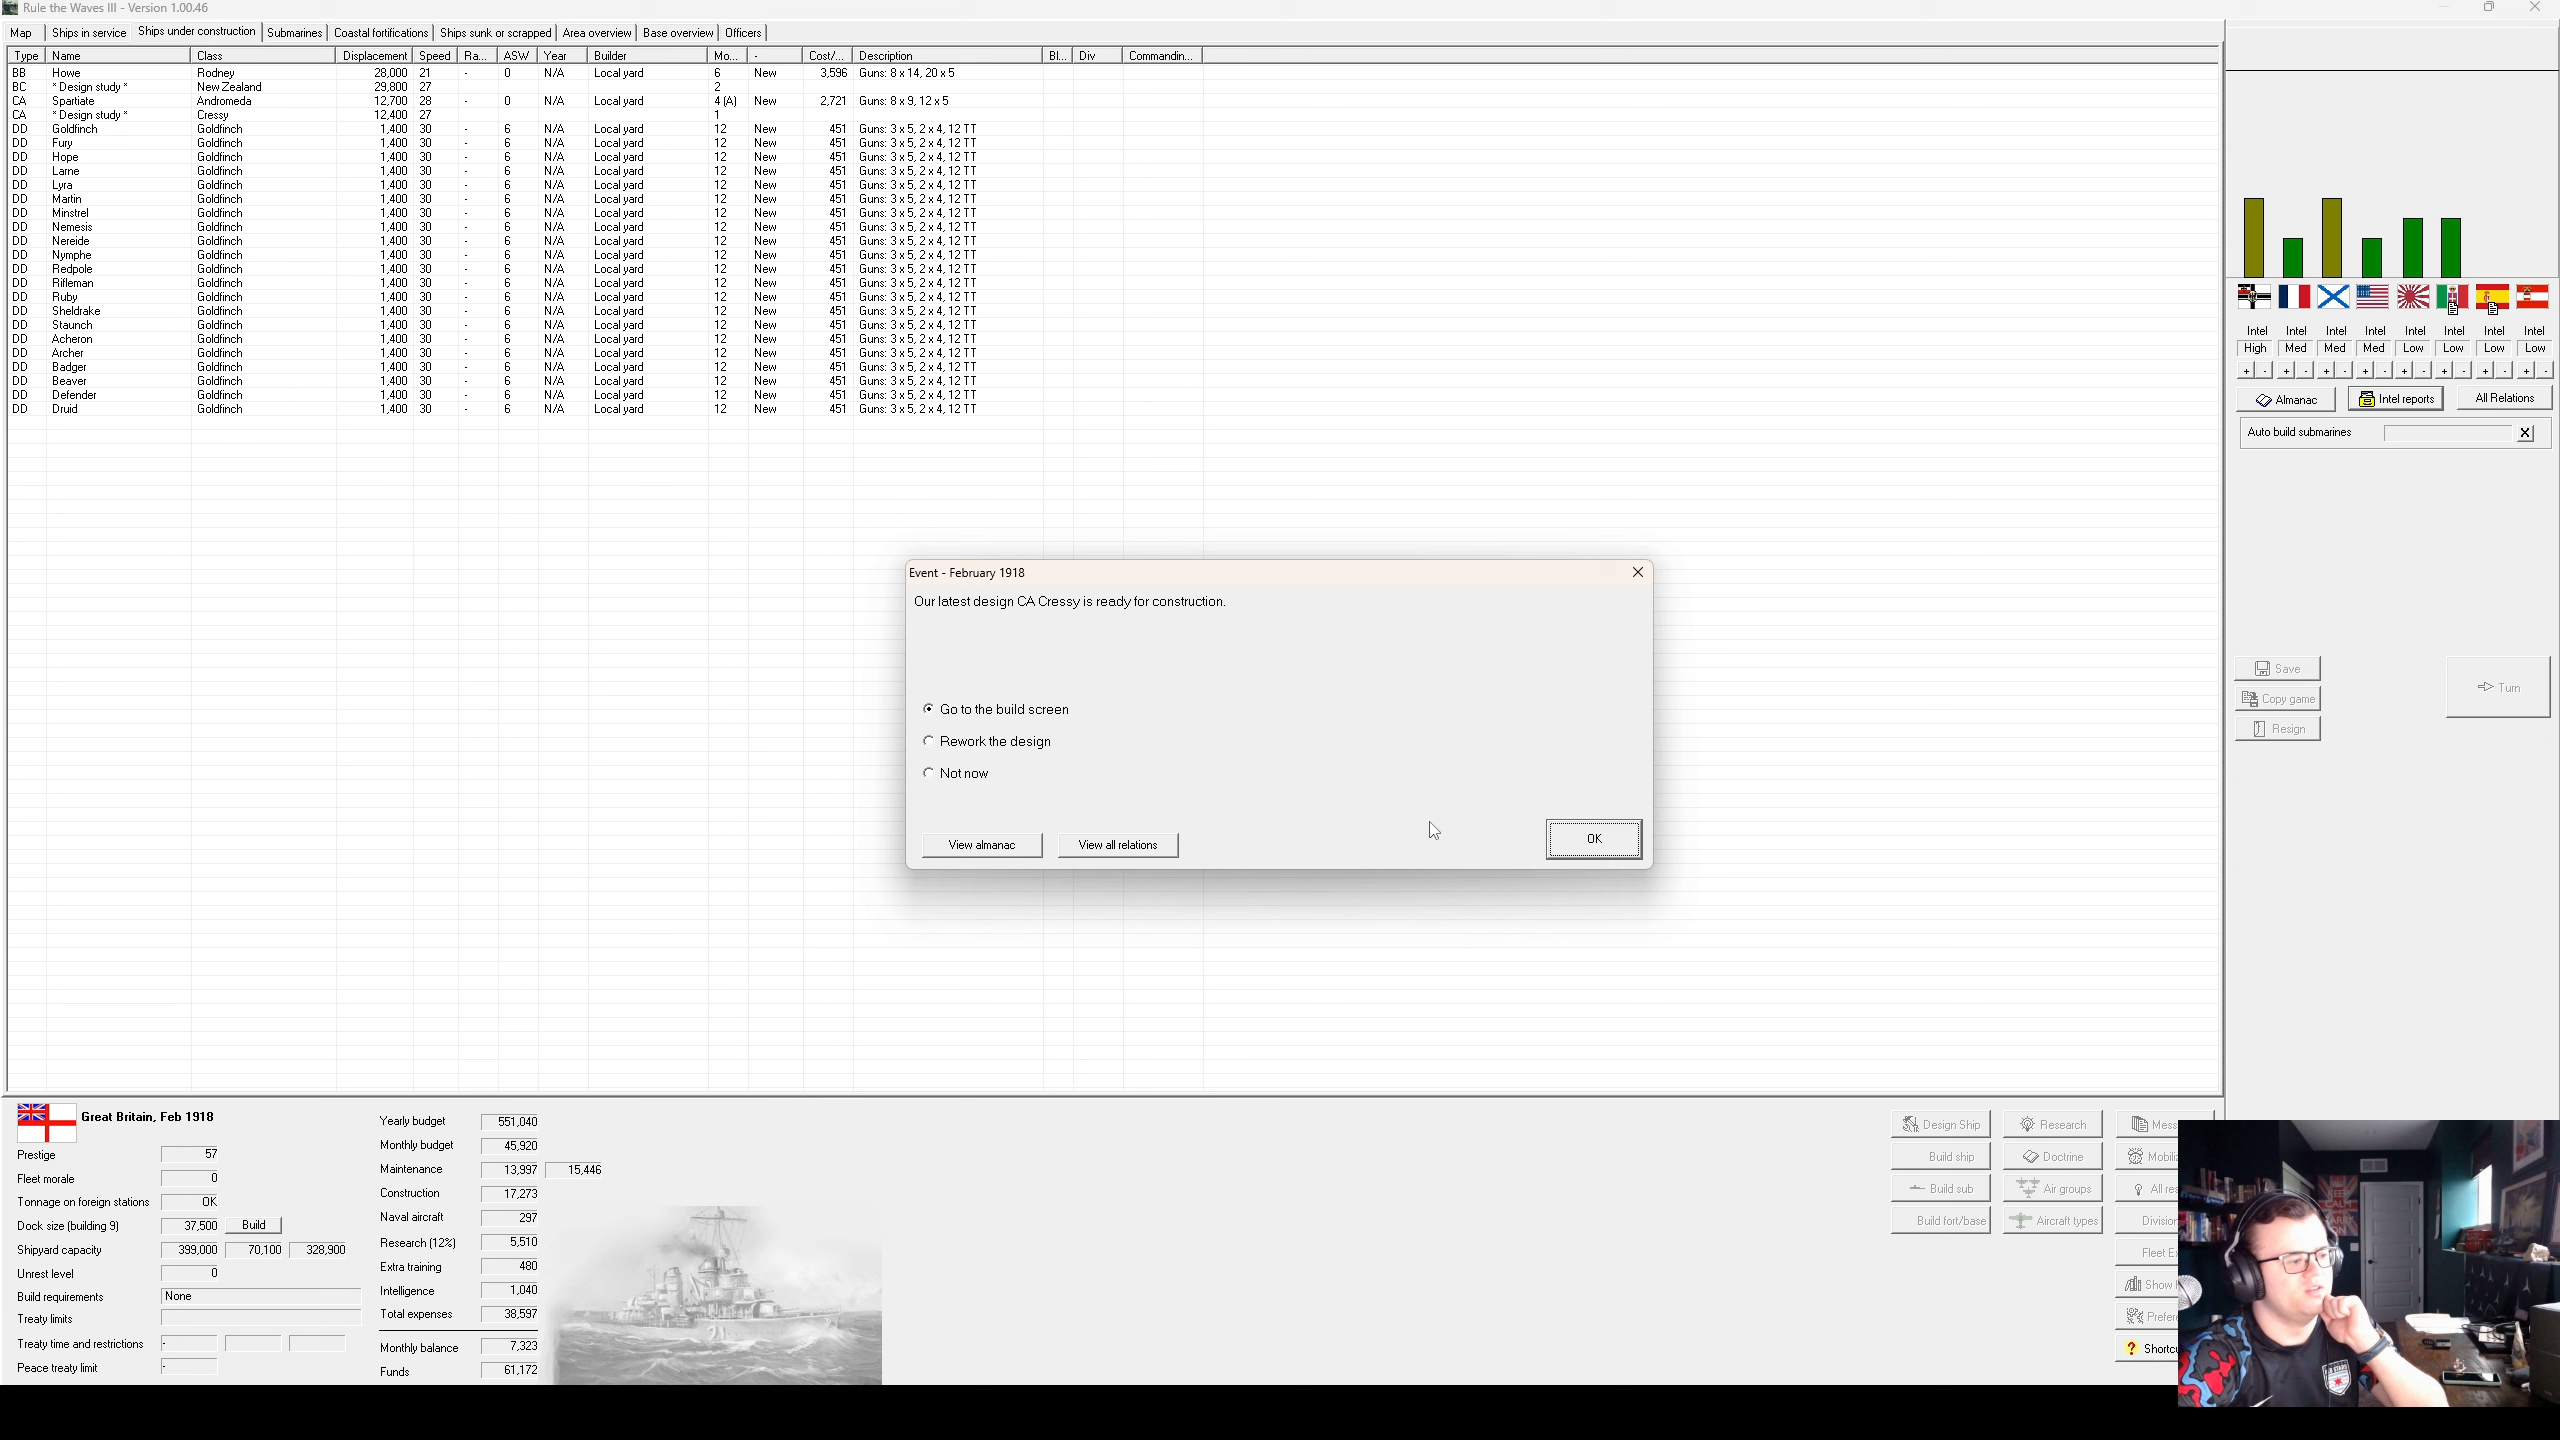 Rule the Waves III - Version 1.00.46
Map Ships in service Ships under construction Submarines Coastal fortifications Ships sunk or scrapped Area overview Base overview Officers
Type Name Class Displacement Speed Ra... ASW Year Builder Mo... - Cost/... Description Bl... Div Commandin...
BB Howe Rodney 28,000 21 - 0 N/A Local yard 6 New 3,596 Guns: 8 x 14, 20 x 5
BC * Design study * New Zealand 29,800 27 2
CA Spartiate Andromeda 12,700 28 - 0 N/A Local yard 4 (A) New 2,721 Guns: 8 x 9, 12 x 5
CA * Design study * Cressy 12,400 27 1
DD Goldfinch Goldfinch 1,400 30 - 6 N/A Local yard 12 New 451 Guns: 3 x 5, 2 x 4, 12 TT
DD Fury Goldfinch 1,400 30 - 6 N/A Local yard 12 New 451 Guns: 3 x 5, 2 x 4, 12 TT
DD Hope Goldfinch 1,400 30 - 6 N/A Local yard 12 New 451 Guns: 3 x 5, 2 x 4, 12 TT
DD Larne Goldfinch 1,400 30 - 6 N/A Local yard 12 New 451 Guns: 3 x 5, 2 x 4, 12 TT
DD Lyra Goldfinch 1,400 30 - 6 N/A Local yard 12 New 451 Guns: 3 x 5, 2 x 4, 12 TT
DD Martin Goldfinch 1,400 30 - 6 N/A Local yard 12 New 451 Guns: 3 x 5, 2 x 4, 12 TT
DD Minstrel Goldfinch 1,400 30 - 6 N/A Local yard 12 New 451 Guns: 3 x 5, 2 x 4, 12 TT
DD Nemesis Goldfinch 1,400 30 - 6 N/A Local yard 12 New 451 Guns: 3 x 5, 2 x 4, 12 TT
DD Nereide Goldfinch 1,400 30 - 6 N/A Local yard 12 New 451 Guns: 3 x 5, 2 x 4, 12 TT
DD Nymphe Goldfinch 1,400 30 - 6 N/A Local yard 12 New 451 Guns: 3 x 5, 2 x 4, 12 TT
DD Redpole Goldfinch 1,400 30 - 6 N/A Local yard 12 New 451 Guns: 3 x 5, 2 x 4, 12 TT
DD Rifleman Goldfinch 1,400 30 - 6 N/A Local yard 12 New 451 Guns: 3 x 5, 2 x 4, 12 TT
DD Ruby Goldfinch 1,400 30 - 6 N/A Local yard 12 New 451 Guns: 3 x 5, 2 x 4, 12 TT
DD Sheldrake Goldfinch 1,400 30 - 6 N/A Local yard 12 New 451 Guns: 3 x 5, 2 x 4, 12 TT
DD Staunch Goldfinch 1,400 30 - 6 N/A Local yard 12 New 451 Guns: 3 x 5, 2 x 4, 12 TT
DD Acheron Goldfinch 1,400 30 - 6 N/A Local yard 12 New 451 Guns: 3 x 5, 2 x 4, 12 TT
DD Archer Goldfinch 1,400 30 - 6 N/A Local yard 12 New 451 Guns: 3 x 5, 2 x 4, 12 TT
DD Badger Goldfinch 1,400 30 - 6 N/A Local yard 12 New 451 Guns: 3 x 5, 2 x 4, 12 TT
DD Beaver Goldfinch 1,400 30 - 6 N/A Local yard 12 New 451 Guns: 3 x 5, 2 x 4, 12 TT
DD Defender Goldfinch 1,400 30 - 6 N/A Local yard 12 New 451 Guns: 3 x 5, 2 x 4, 12 TT
DD Druid Goldfinch 1,400 30 - 6 N/A Local yard 12 New 451 Guns: 3 x 5, 2 x 4, 12 TT
Intel Intel Intel Intel Intel Intel Intel Intel
High Med Med Med Low Low Low Low
+ - + - + - + - + - + - + - + -
Almanac Intel reports All Relations
Auto build submarines X
Save
Copy game
Resign
Turn
Event - February 1918
Our latest design CA Cressy is ready for construction.
Go to the build screen
Rework the design
Not now
View almanac View all relations OK
Great Britain, Feb 1918
Prestige 57
Fleet morale 0
Tonnage on foreign stations OK
Dock size (building 9) 37,500 Build
Shipyard capacity 399,000 70,100 328,900
Unrest level 0
Build requirements None
Treaty limits
Treaty time and restrictions -
Peace treaty limit -
Yearly budget 551,040
Monthly budget 45,920
Maintenance 13,997 15,446
Construction 17,273
Naval aircraft 297
Research (12%) 5,510
Extra training 480
Intelligence 1,040
Total expenses 38,597
Monthly balance 7,323
Funds 61,172
Design Ship Research Mess
Build ship Doctrine Mobiliz
Build sub Air groups All res
Build fort/base Aircraft types Division
Fleet Ex
Show
Prefere
? Shortcu